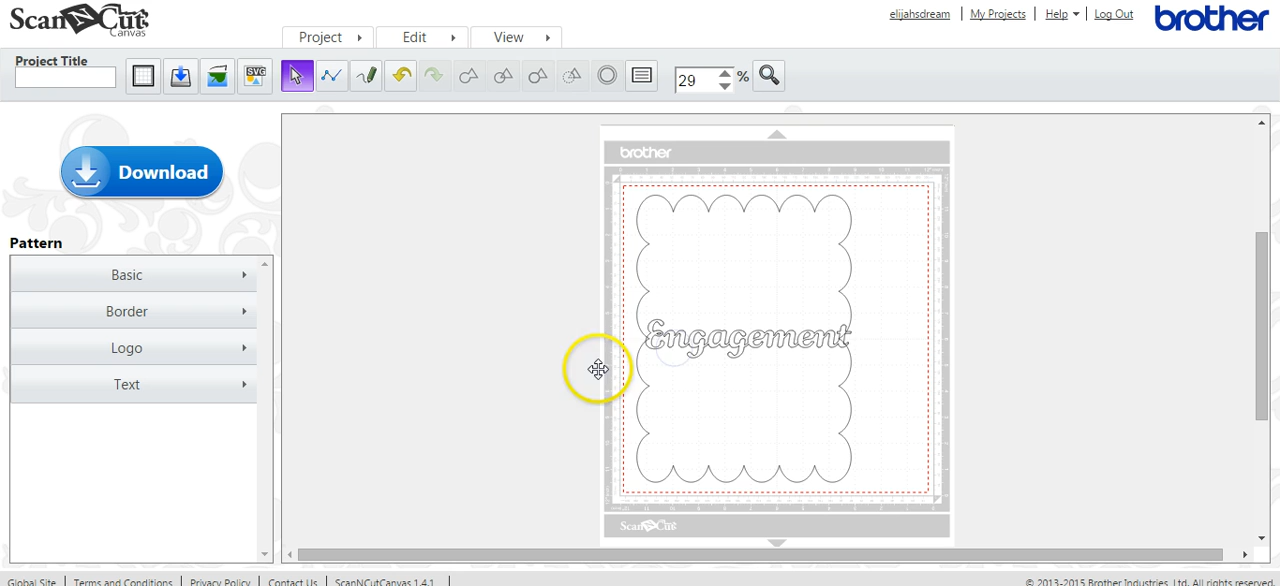 ScanNCut
Canvas
elijahsdream
My Projects
Help
Log Out
brother
Project
Edit
View
Project Title
SVG
29
%
Download
Pattern
Basic
Border
Logo
Text
brother
Engagement
ScanNCut
Global Site
Terms and Conditions
Privacy Policy
Contact Us
ScanNCutCanvas 1.4.1
© 2013-2015 Brother Industries, Ltd. All rights reserved